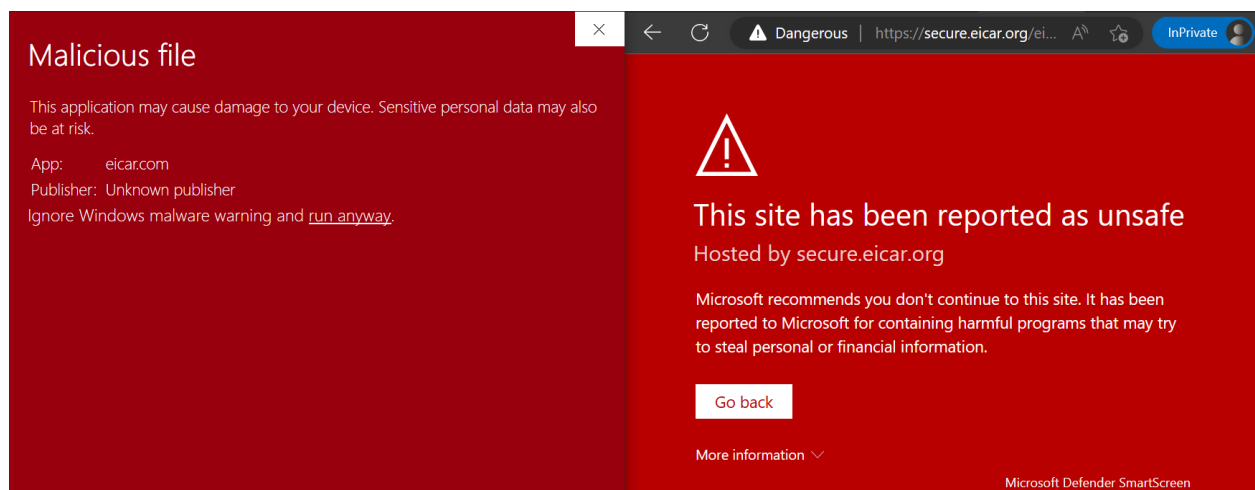 Malicious file
This application may cause damage to your device. Sensitive personal data may also
be at risk.
App: eicar.com
Publisher: Unknown publisher
Ignore Windows malware warning and run anyway.
Dangerous | https://secure.eicar.org/ei... A InPrivate
This site has been reported as unsafe
Hosted by secure.eicar.org
Microsoft recommends you don't continue to this site. It has been
reported to Microsoft for containing harmful programs that may try
to steal personal or financial information.
Go back
More information
Microsoft Defender SmartScreen